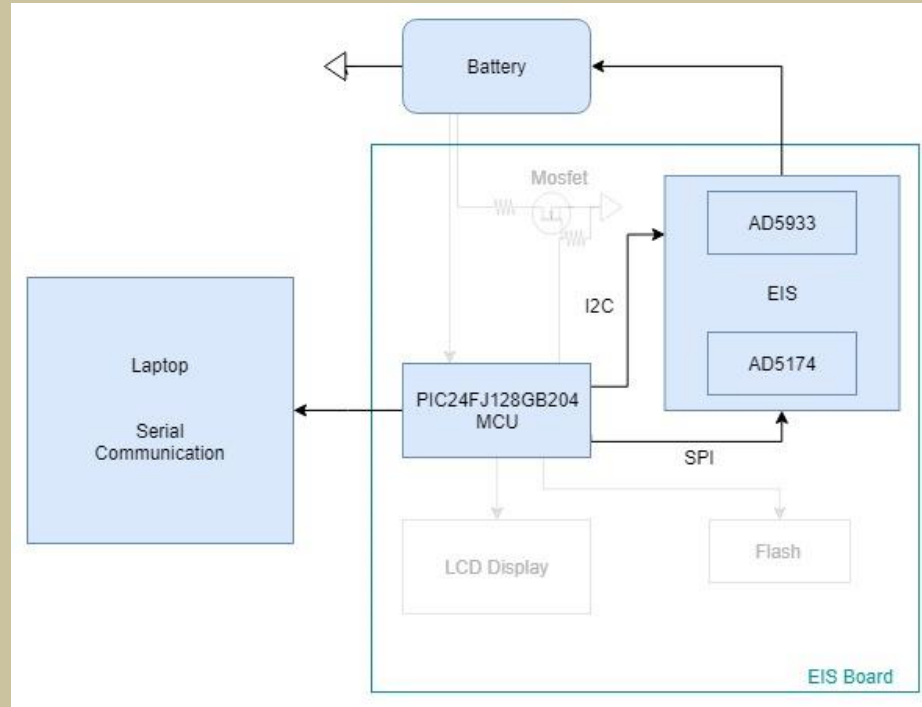 Battery
Mosfet
AD5933
EIS
I2C
AD5174
Laptop
Serial
Communication
PIC24FJ128GB204
MCU
SPI
LCD Display
Flash
EIS Board